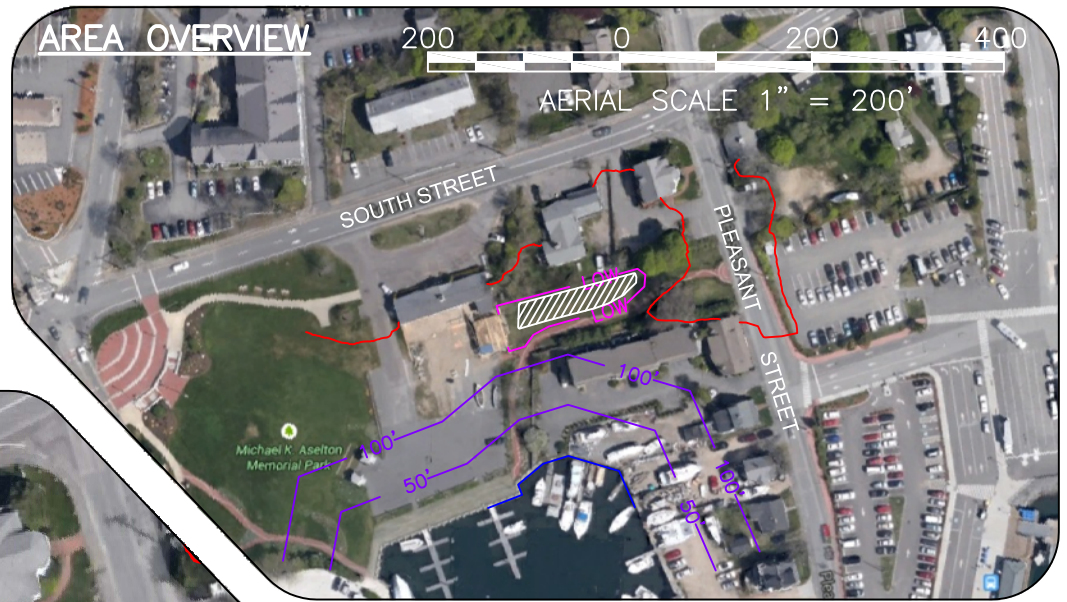 AREA OVERVIEW
200 0 200 400
AERIAL SCALE 1" = 200'
SOUTH STREET
PLEASANT
STREET
LOW
LOW
100'
100'
50'
100'
50'
Michael K. Aselton
Memorial Park